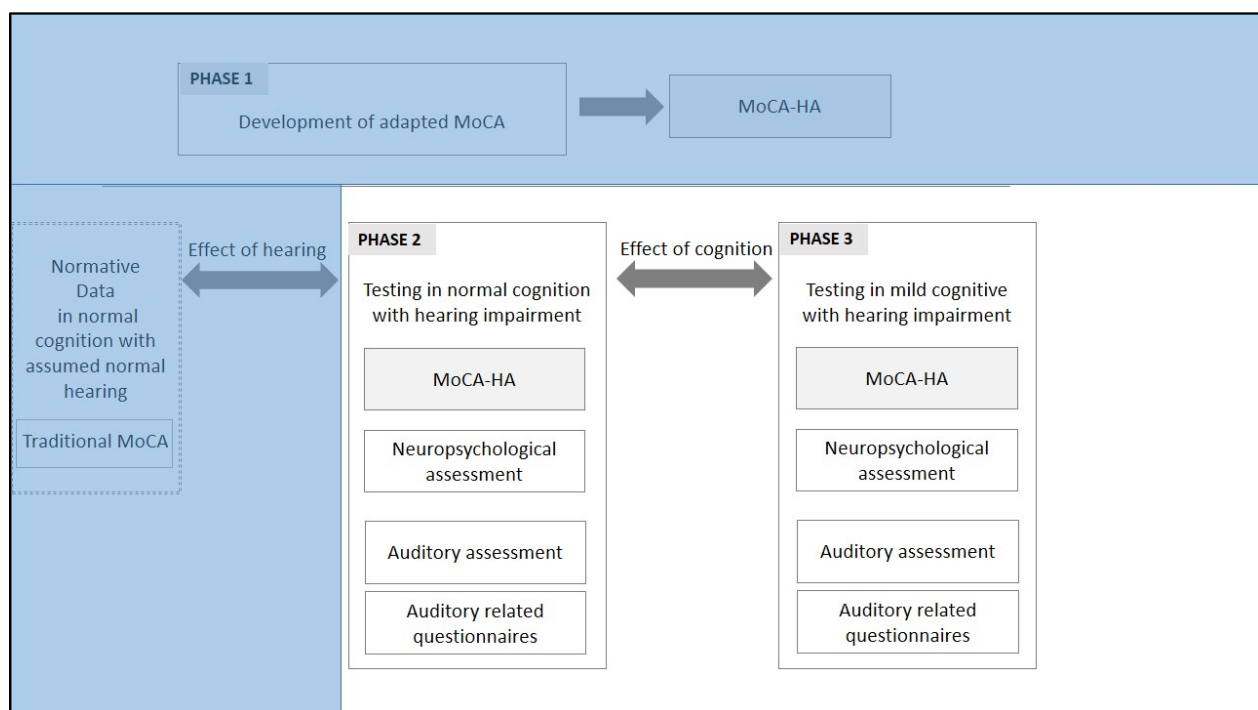 PHASE 1
Development of adapted MoCA
MoCA-HA
Normative
Data
in normal
cognition with
assumed normal
hearing
Traditional MoCA
Effect of hearing
PHASE 2
Testing in normal cognition
with hearing impairment
MoCA-HA
Neuropsychological
assessment
Auditory assessment
Auditory related
questionnaires
Effect of cognition
PHASE 3
Testing in mild cognitive
with hearing impairment
MoCA-HA
Neuropsychological
assessment
Auditory assessment
Auditory related
questionnaires